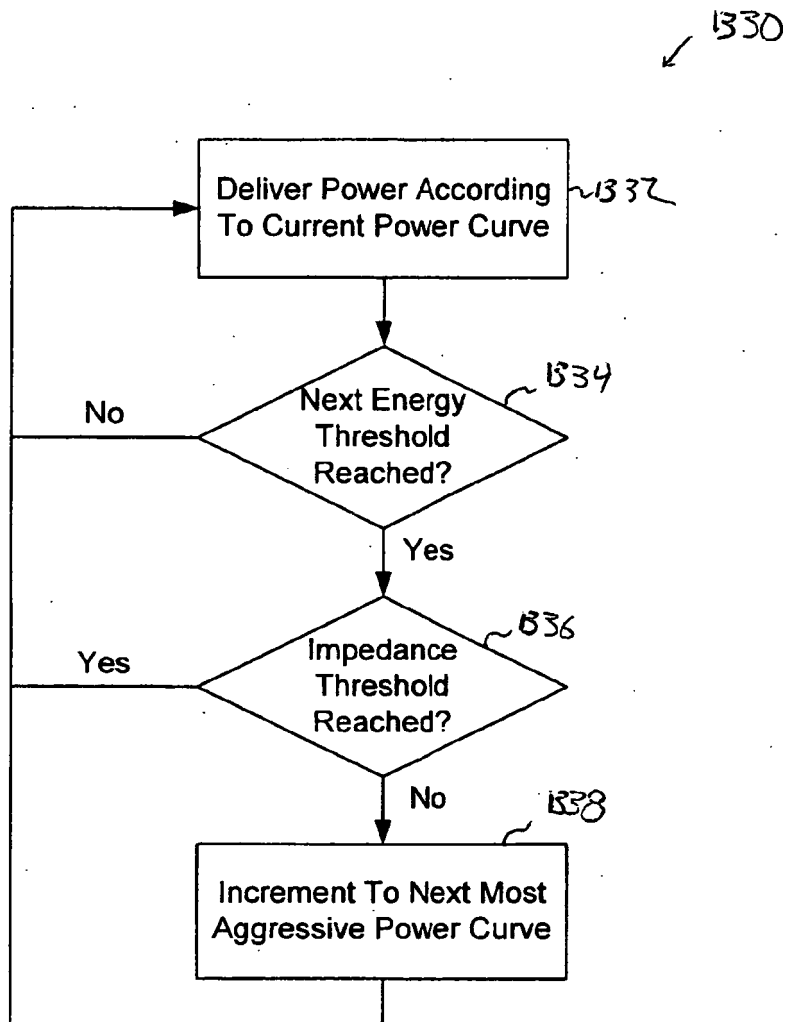 1330
Deliver Power According
To Current Power Curve
1332
1334
Next Energy
Threshold
Reached?
No
Yes
1336
Impedance
Threshold
Reached?
Yes
No
1338
Increment To Next Most
Aggressive Power Curve